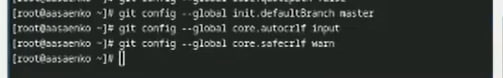 [root@aasaenko ~]# git config --global init.defaultBranch master
[root@aasaenko ~]# git config --global core.autocrlf input
[root@aasaenko ~]# git config --global core.safecrlf warn
[root@aasaenko ~]#